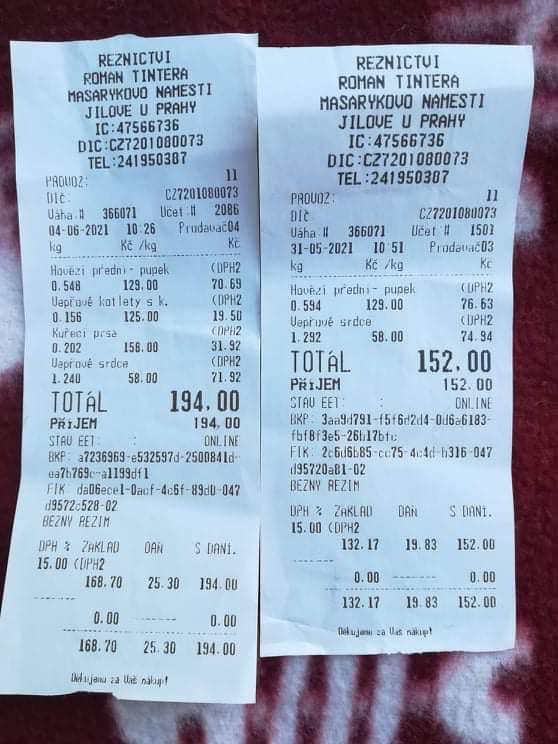 REZNICTVI
ROMAN TINTERA
MASARYKOVO NAMESTI
JILOVE U PRAHY
IC:47566736
DIC:CZ7201080073
TEL:241950387
PROVOZ: 11
DIČ CZ7201080073
Váha # 366071 Účet # 2086
04-06-2021 10:26 Prodavač04
kg Kč /kg Kč
Hovězí přední- pupek (DPH2
0.548 129.00 70.69
Vepřové kotlety s k. (DPH2
0.156 125.00 19.50
Kuřecí prsa (DPH2
0.202 158.00 31.92
Vepřové srdce (DPH2
1.240 58.00 71.92
TOTÁL 194.00
PŘíJEM 194.00
STAV EET: : ONLINE
BKP: a7236969-e532597d-2500841d-
ea7b769c-a1199df1
FIK: da06ece1-0acf-4c6f-89d0-047
d9572c528-02
BEZNY REZIM
DPH % ZÁKLAD DAŇ S DANí.
15.00 (DPH2
168.70 25.30 194.00
0.00 ------- 0.00
168.70 25.30 194.00
Děkujeme za Váš nákup!
REZNICTVI
ROMAN TINTERA
MASARYKOVO NAMESTI
JILOVE U PRAHY
IC:47566736
DIC:CZ7201080073
TEL:241950387
PROVOZ: 11
DIČ CZ7201080073
Váha # 366071 Účet # 1501
31-05-2021 10:51 Prodavač03
kg Kč /kg Kč
Hovězí přední- pupek (DPH2
0.594 129.00 76.63
Vepřové srdce (DPH2
1.292 58.00 74.94
TOTÁL 152.00
PŘíJEM 152.00
STAV EET: : ONLINE
BKP: 3aa9d791-f5f6d2d4-0d6a6183-
fbf8f3e5-26b17bfc
FIK: 2c6d6b85-cc75-4c4d-b316-047
d95720a81-02
BEZNY REZIM
DPH % ZÁKLAD DAŇ S DANí.
15.00 (DPH2
132.17 19.83 152.00
0.00 ------- 0.00
132.17 19.83 152.00
Děkujeme za Váš nákup!